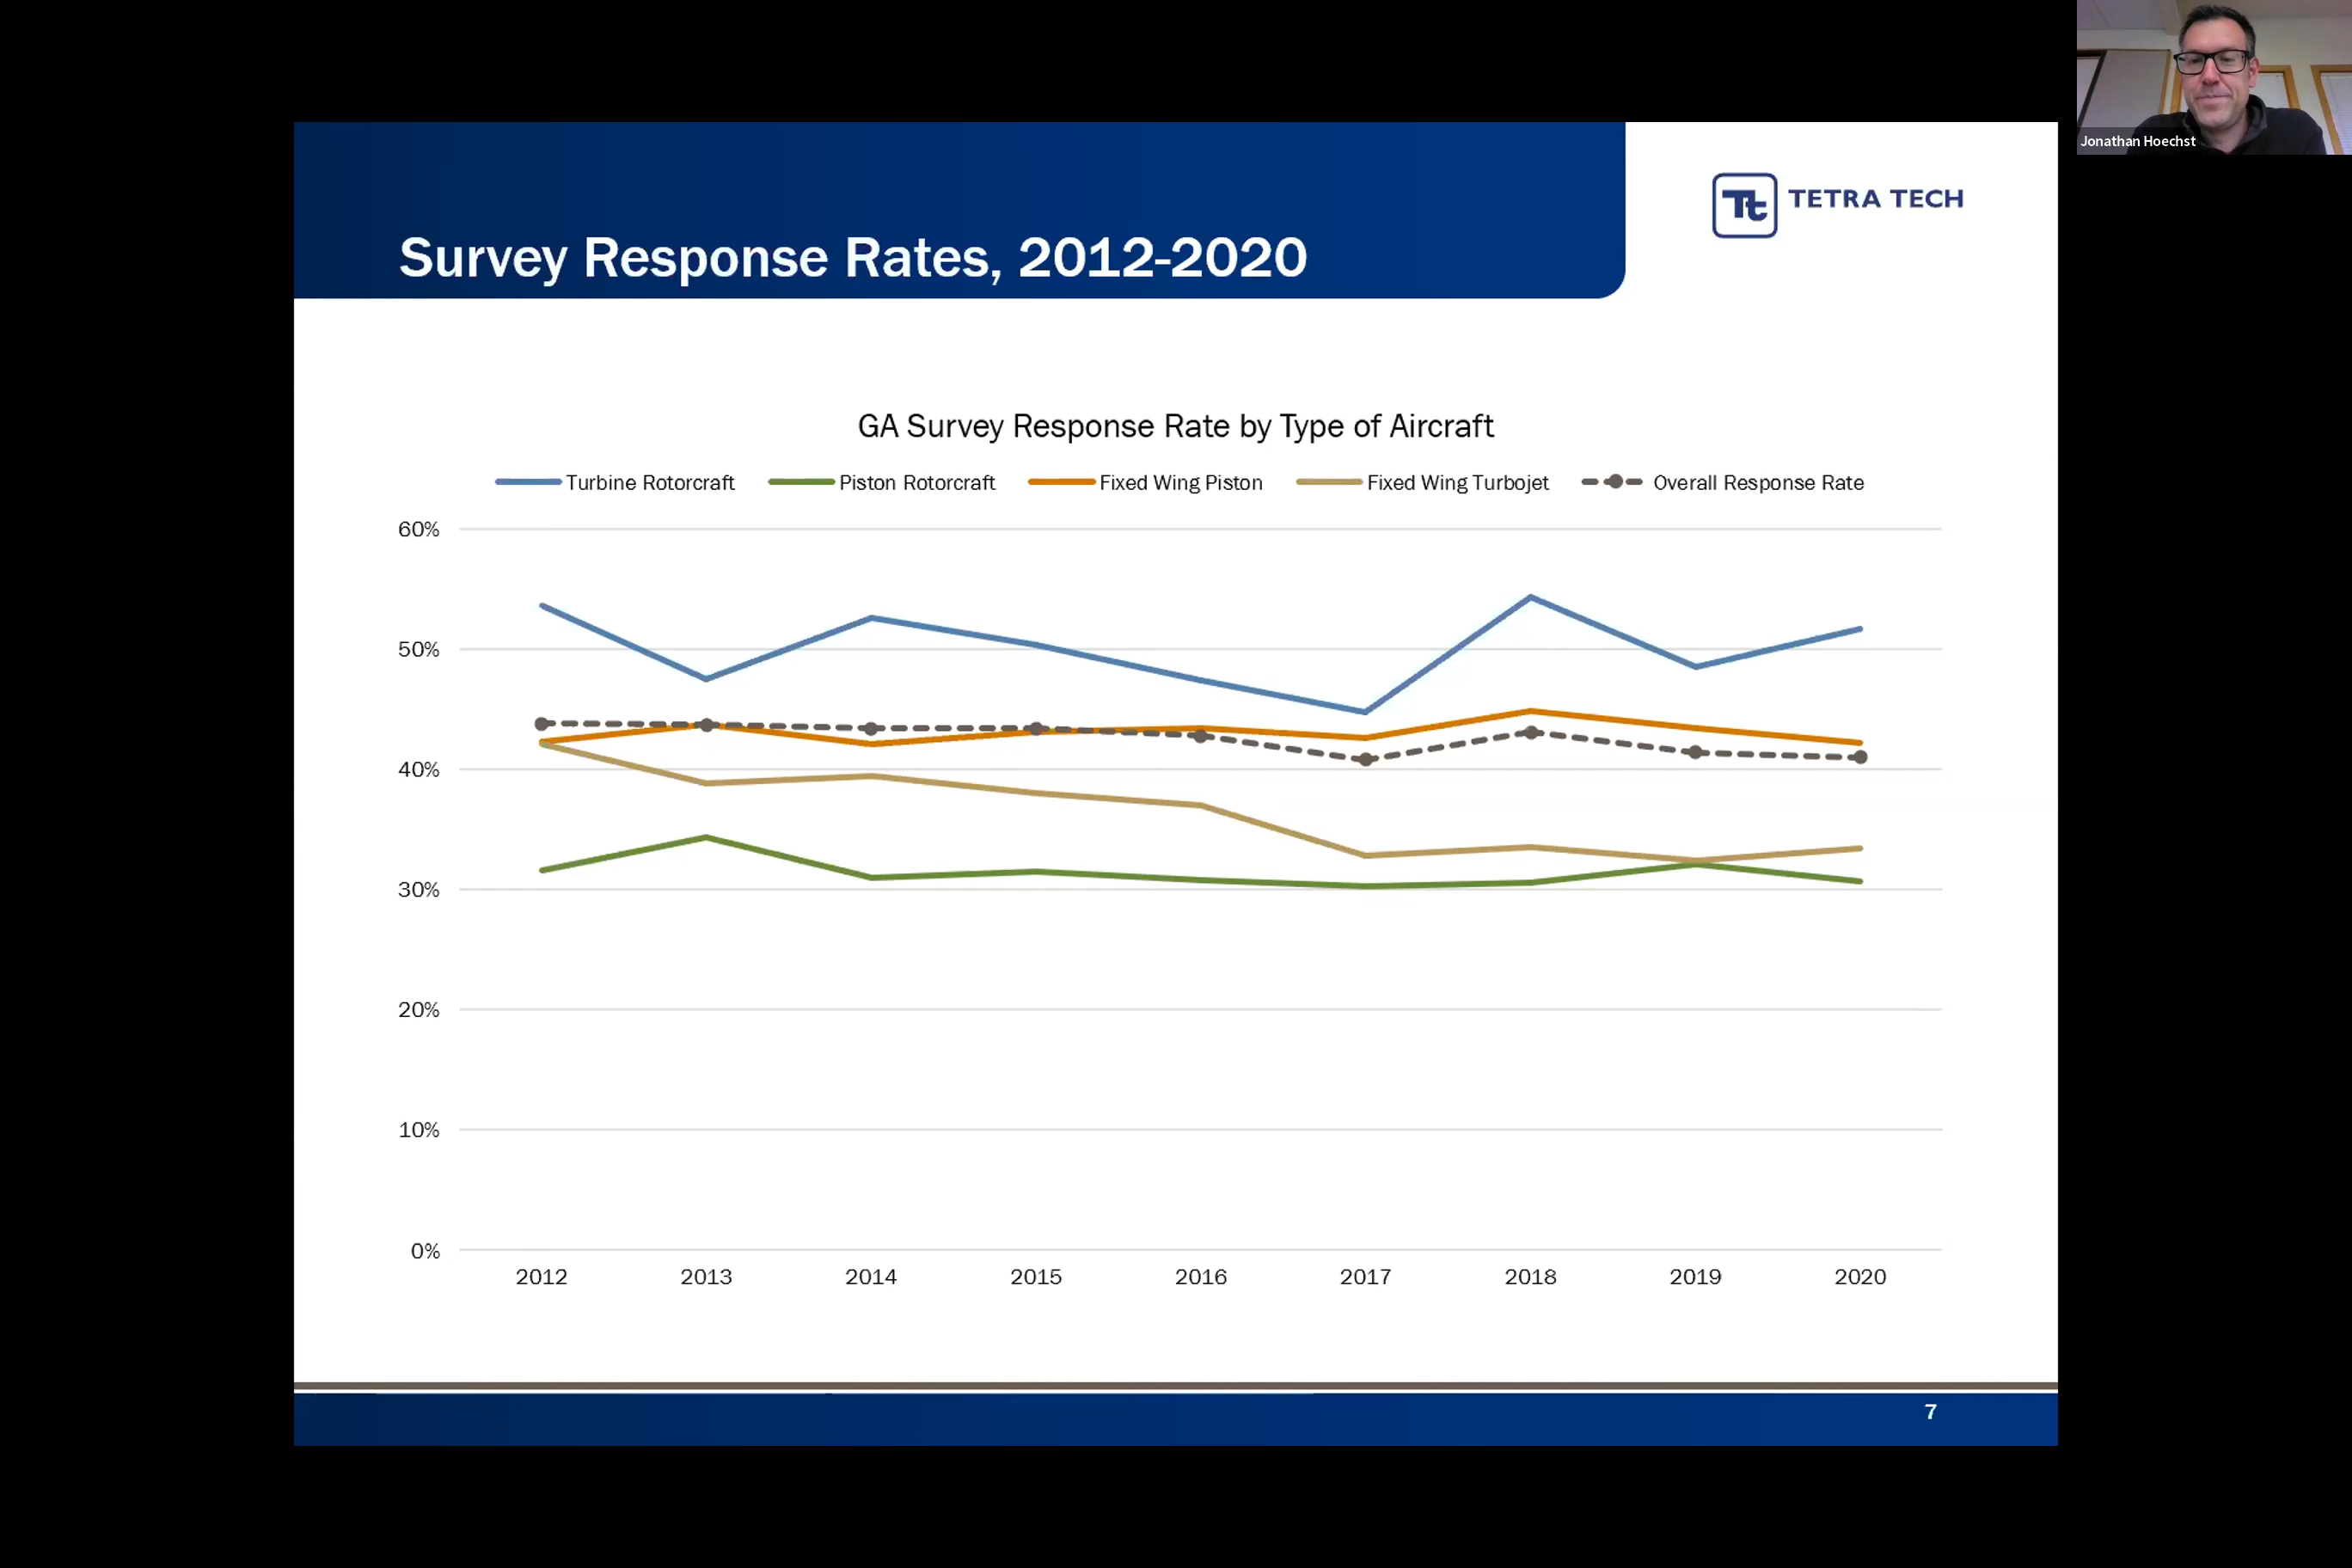 Jonathan Hoechst
Tt TETRA TECH
Survey Response Rates, 2012-2020
GA Survey Response Rate by Type of Aircraft
Turbine Rotorcraft Piston Rotorcraft Fixed Wing Piston Fixed Wing Turbojet Overall Response Rate
60%
50%
40%
30%
20%
10%
0%
2012 2013 2014 2015 2016 2017 2018 2019 2020
7